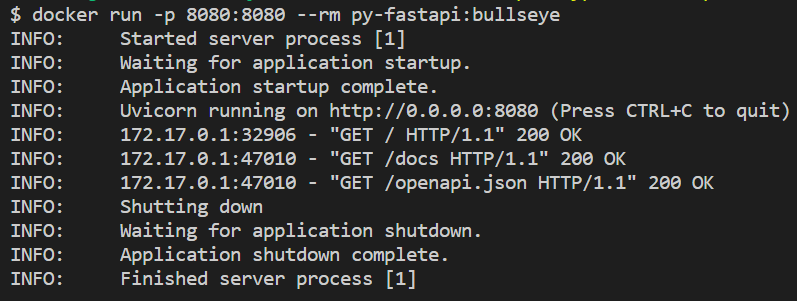 $ docker run -p 8080:8080 --rm py-fastapi:bullseye
INFO:     Started server process [1]
INFO:     Waiting for application startup.
INFO:     Application startup complete.
INFO:     Uvicorn running on http://0.0.0.0:8080 (Press CTRL+C to quit)
INFO:     172.17.0.1:32906 - "GET / HTTP/1.1" 200 OK
INFO:     172.17.0.1:47010 - "GET /docs HTTP/1.1" 200 OK
INFO:     172.17.0.1:47010 - "GET /openapi.json HTTP/1.1" 200 OK
INFO:     Shutting down
INFO:     Waiting for application shutdown.
INFO:     Application shutdown complete.
INFO:     Finished server process [1]